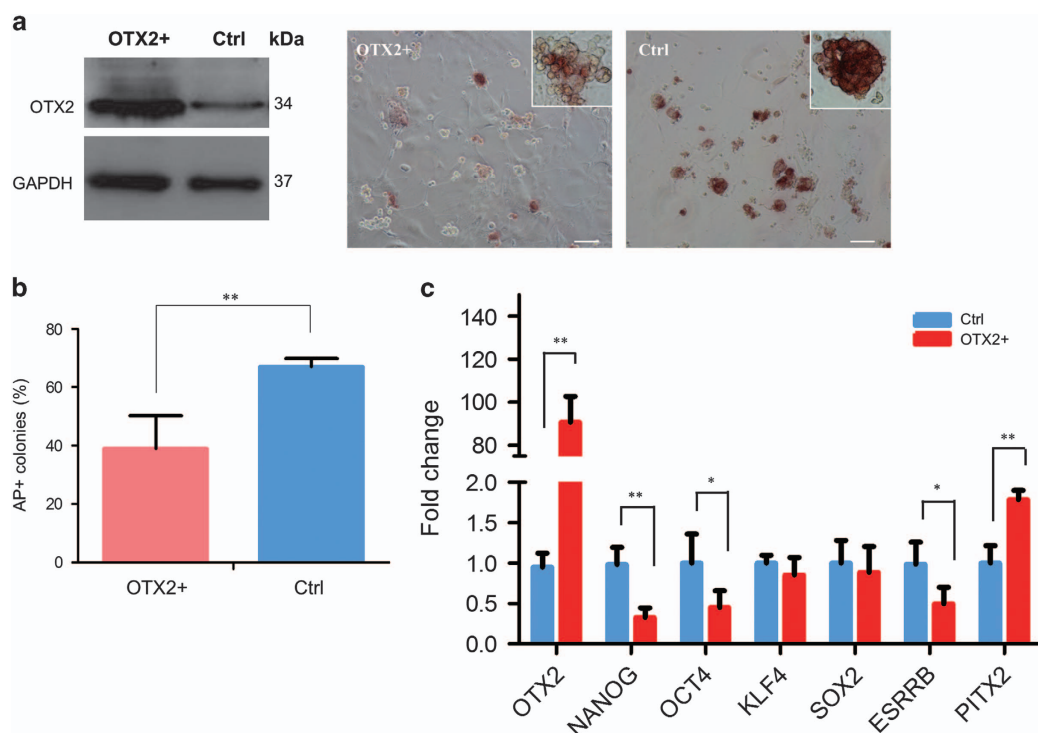 a
OTX2+ Ctrl kDa
OTX2 34
GAPDH 37
OTX2+
Ctrl
b
**
AP+ colonies (%)
80
60
40
20
0
OTX2+ Ctrl
c
Fold change
140
120
100
80
2.0
1.5
1.0
0.5
0.0
Ctrl
OTX2+
**
**
*
*
**
OTX2
NANOG
OCT4
KLF4
SOX2
ESRRB
PITX2